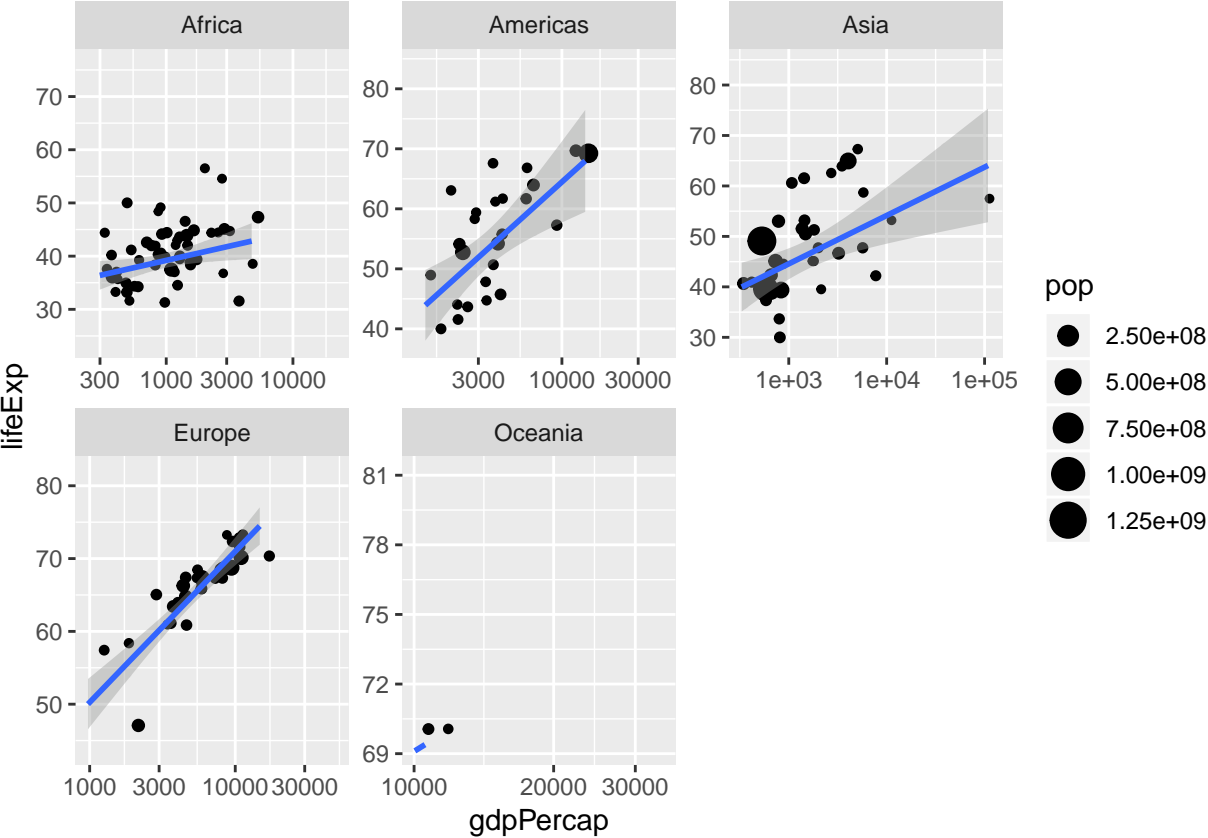 Africa
Americas
Asia
70
60
50
40
30
80
70
60
50
40
80
70
60
50
40
30
300 1000 3000 10000
3000 10000 30000
1e+03 1e+04 1e+05
lifeExp
Europe
Oceania
80
70
60
50
81
78
75
72
69
1000 3000 10000 30000
10000 20000 30000
gdpPercap
pop
2.50e+08
5.00e+08
7.50e+08
1.00e+09
1.25e+09